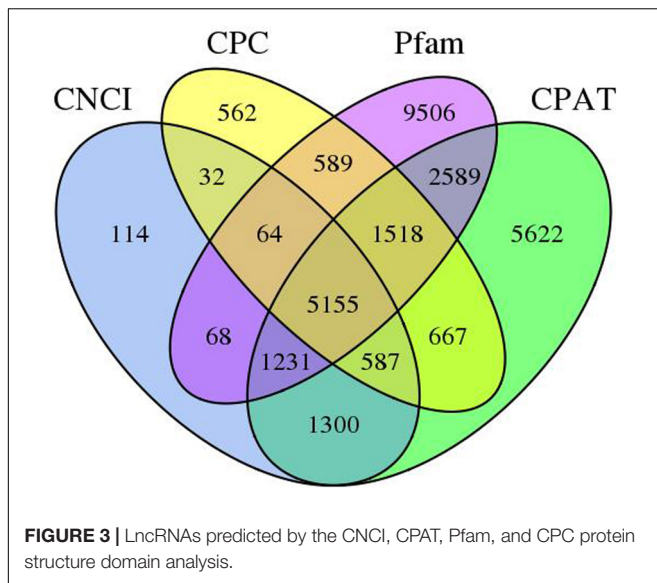 CPC Pfam
CNCI CPAT
562 9506
32 589 2589
114 64 1518 5622
5155
68 1231 587 667
1300
FIGURE 3 | LncRNAs predicted by the CNCI, CPAT, Pfam, and CPC protein
structure domain analysis.